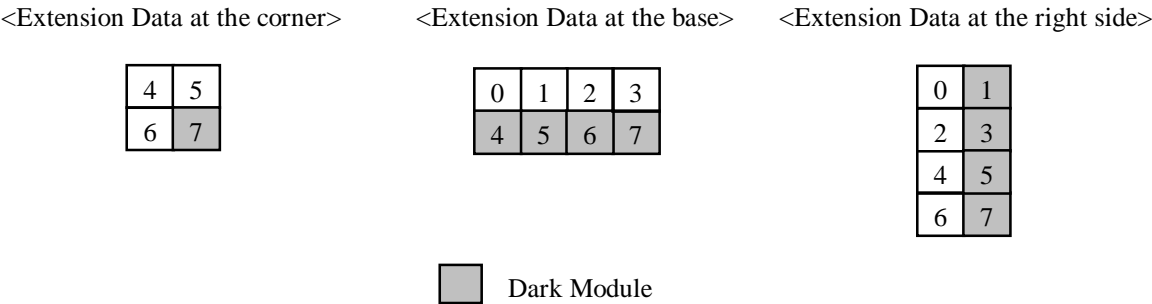 <Extension Data at the corner> <Extension Data at the base> <Extension Data at the right side>
4 5
6 7
0 1 2 3
4 5 6 7
0 1
2 3
4 5
6 7
Dark Module